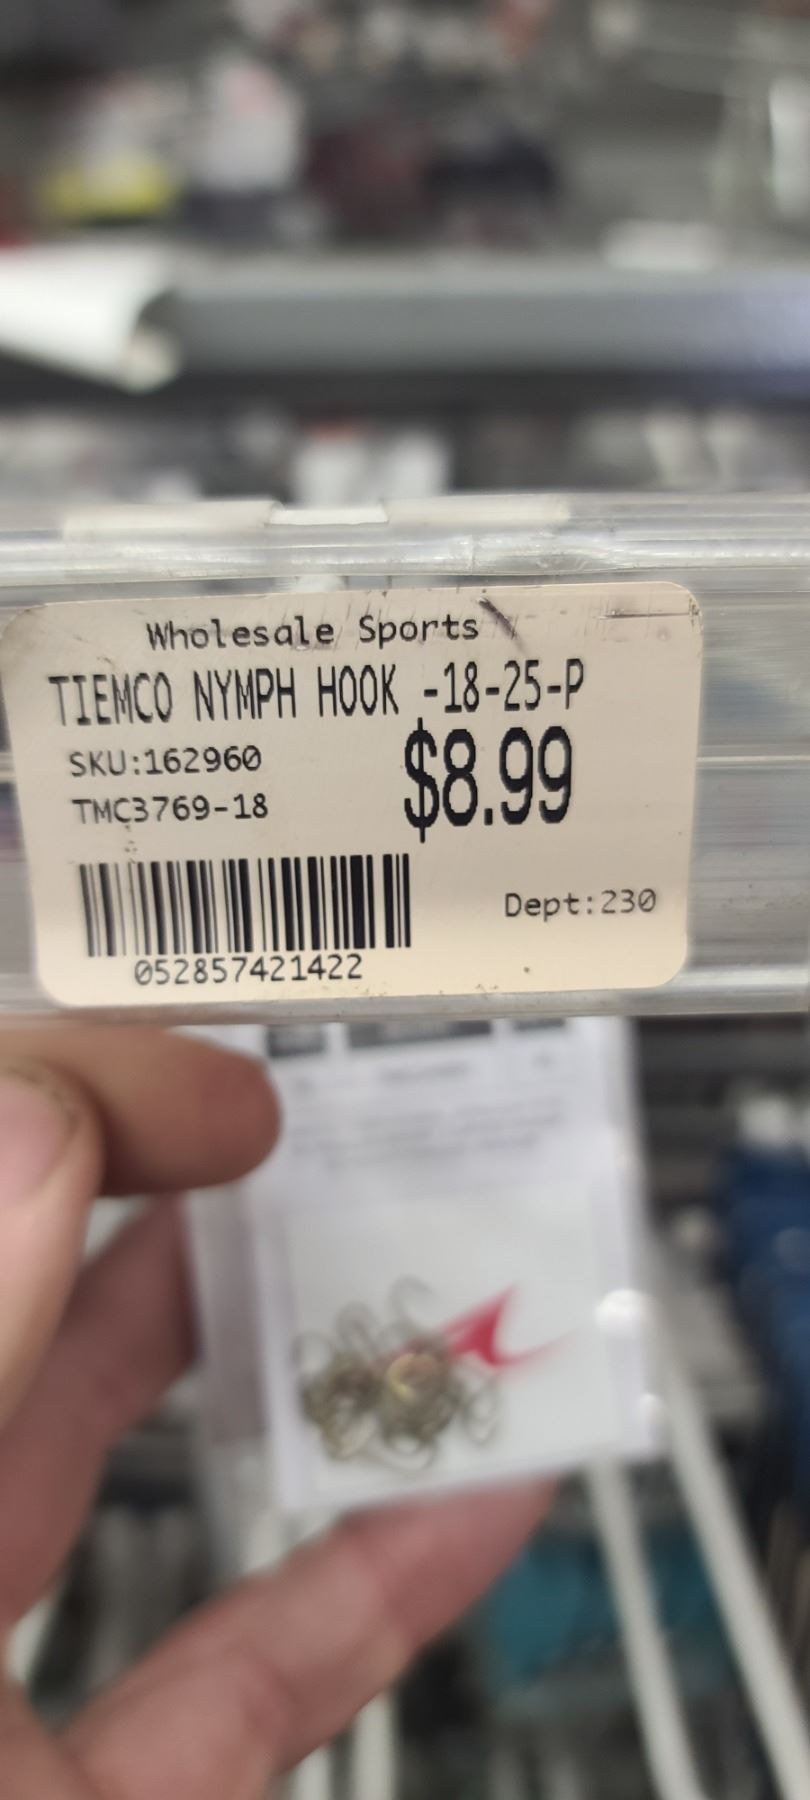 Wholesale Sports
TIEMCO NYMPH HOOK -18-25-P
SKU:162960
$8.99
TMC3769-18
Dept:230
052857421422